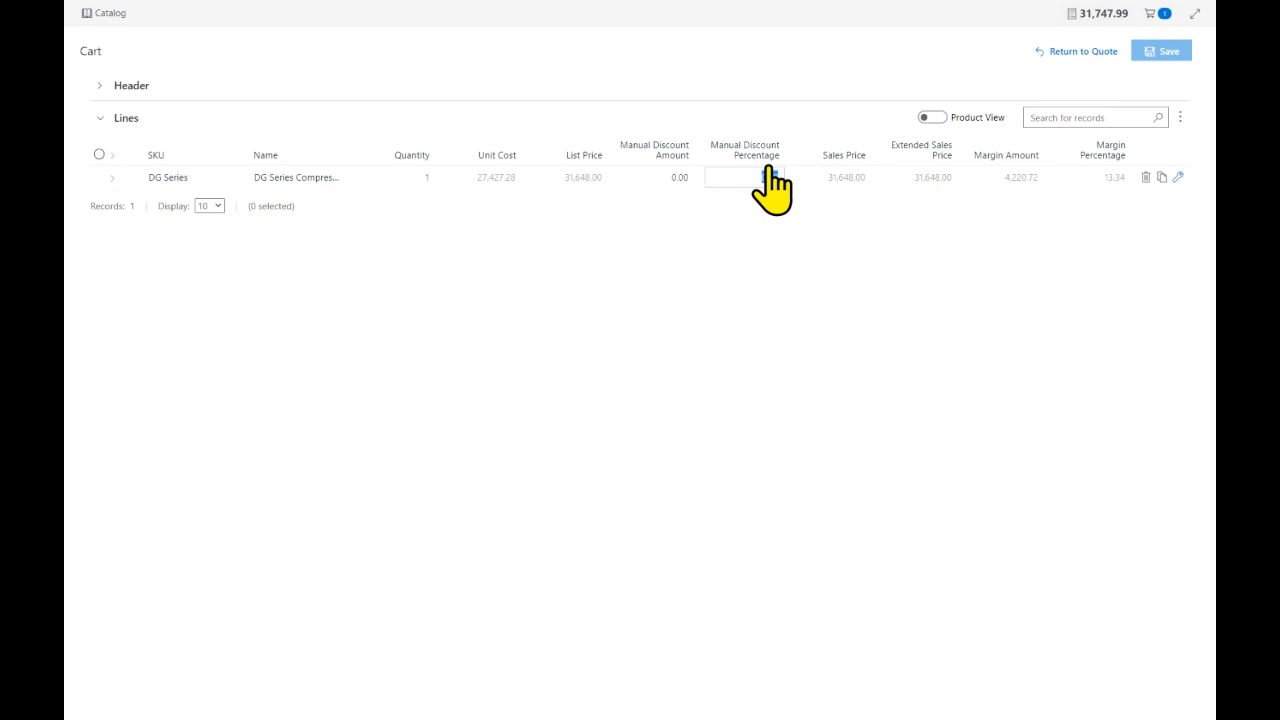 Catalog
31,747.99
1
Cart
Return to Quote
Save
Header
Lines
Product View
Search for records
SKU
Name
Quantity
Unit Cost
List Price
Manual Discount Amount
Manual Discount Percentage
Sales Price
Extended Sales Price
Margin Amount
Margin Percentage
DG Series
DG Series Compres...
1
27,427.28
31,648.00
0.00
31,648.00
31,648.00
4,220.72
13.34
Records: 1
Display: 10
(0 selected)